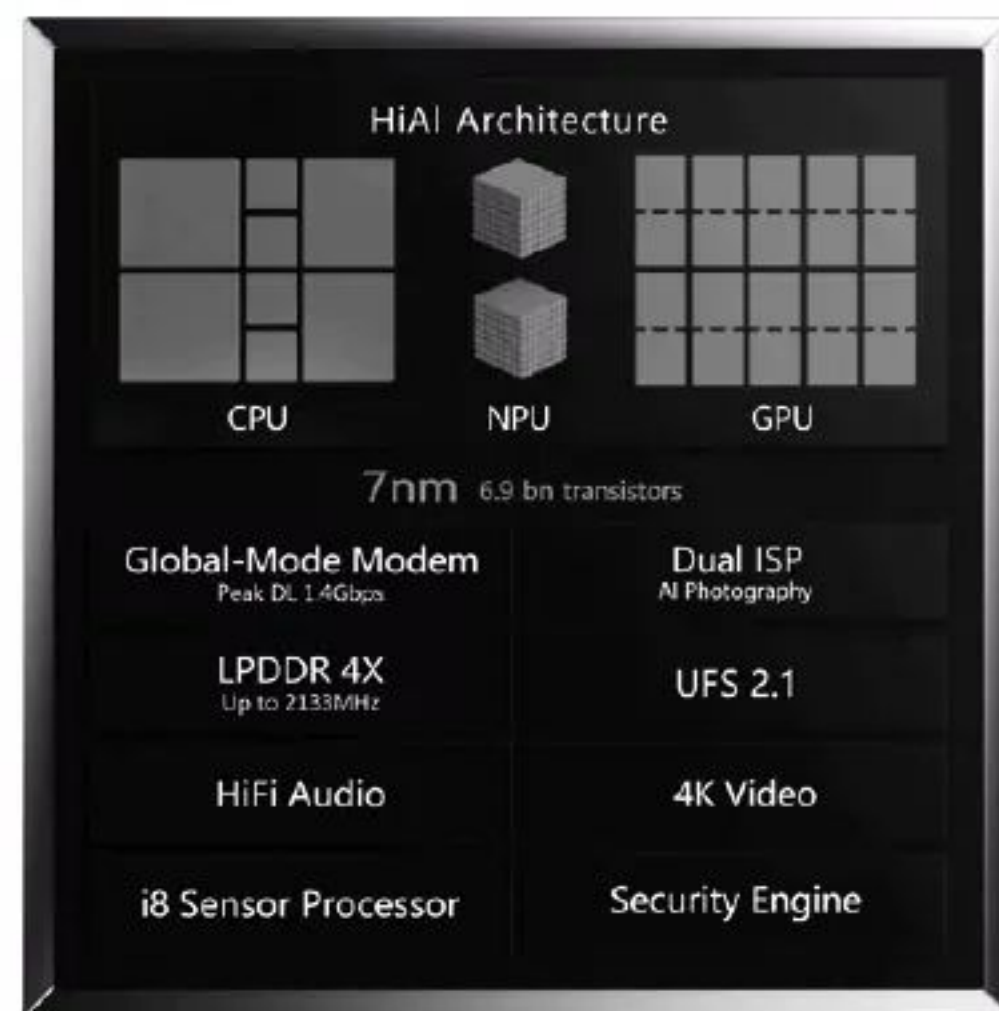 HiAI Architecture
CPU
NPU
GPU
7nm 6.9 bn transistors
Global-Mode Modem
Peak DL 1.4Gbps
Dual ISP
AI Photography
LPDDR 4X
Up to 2133MHz
UFS 2.1
HiFi Audio
4K Video
i8 Sensor Processor
Security Engine